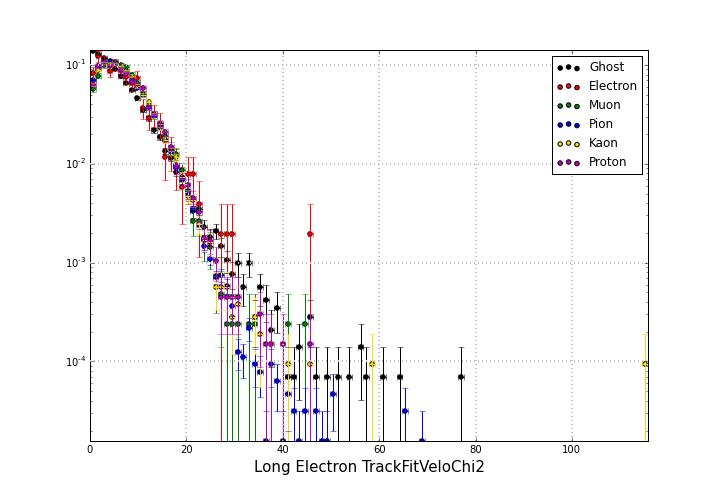 10⁻¹
10⁻²
10⁻³
10⁻⁴
0 20 40 60 80 100
Long Electron TrackFitVeloChi2
Ghost
Electron
Muon
Pion
Kaon
Proton